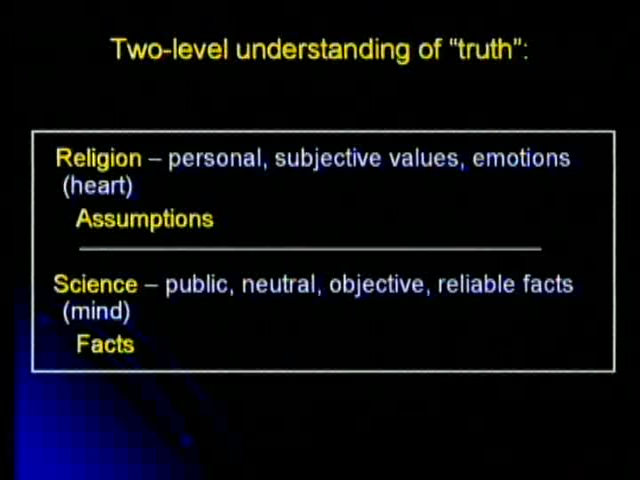 Two-level understanding of “truth”:
Religion – personal, subjective values, emotions
(heart)
Assumptions
Science – public, neutral, objective, reliable facts
(mind)
Facts